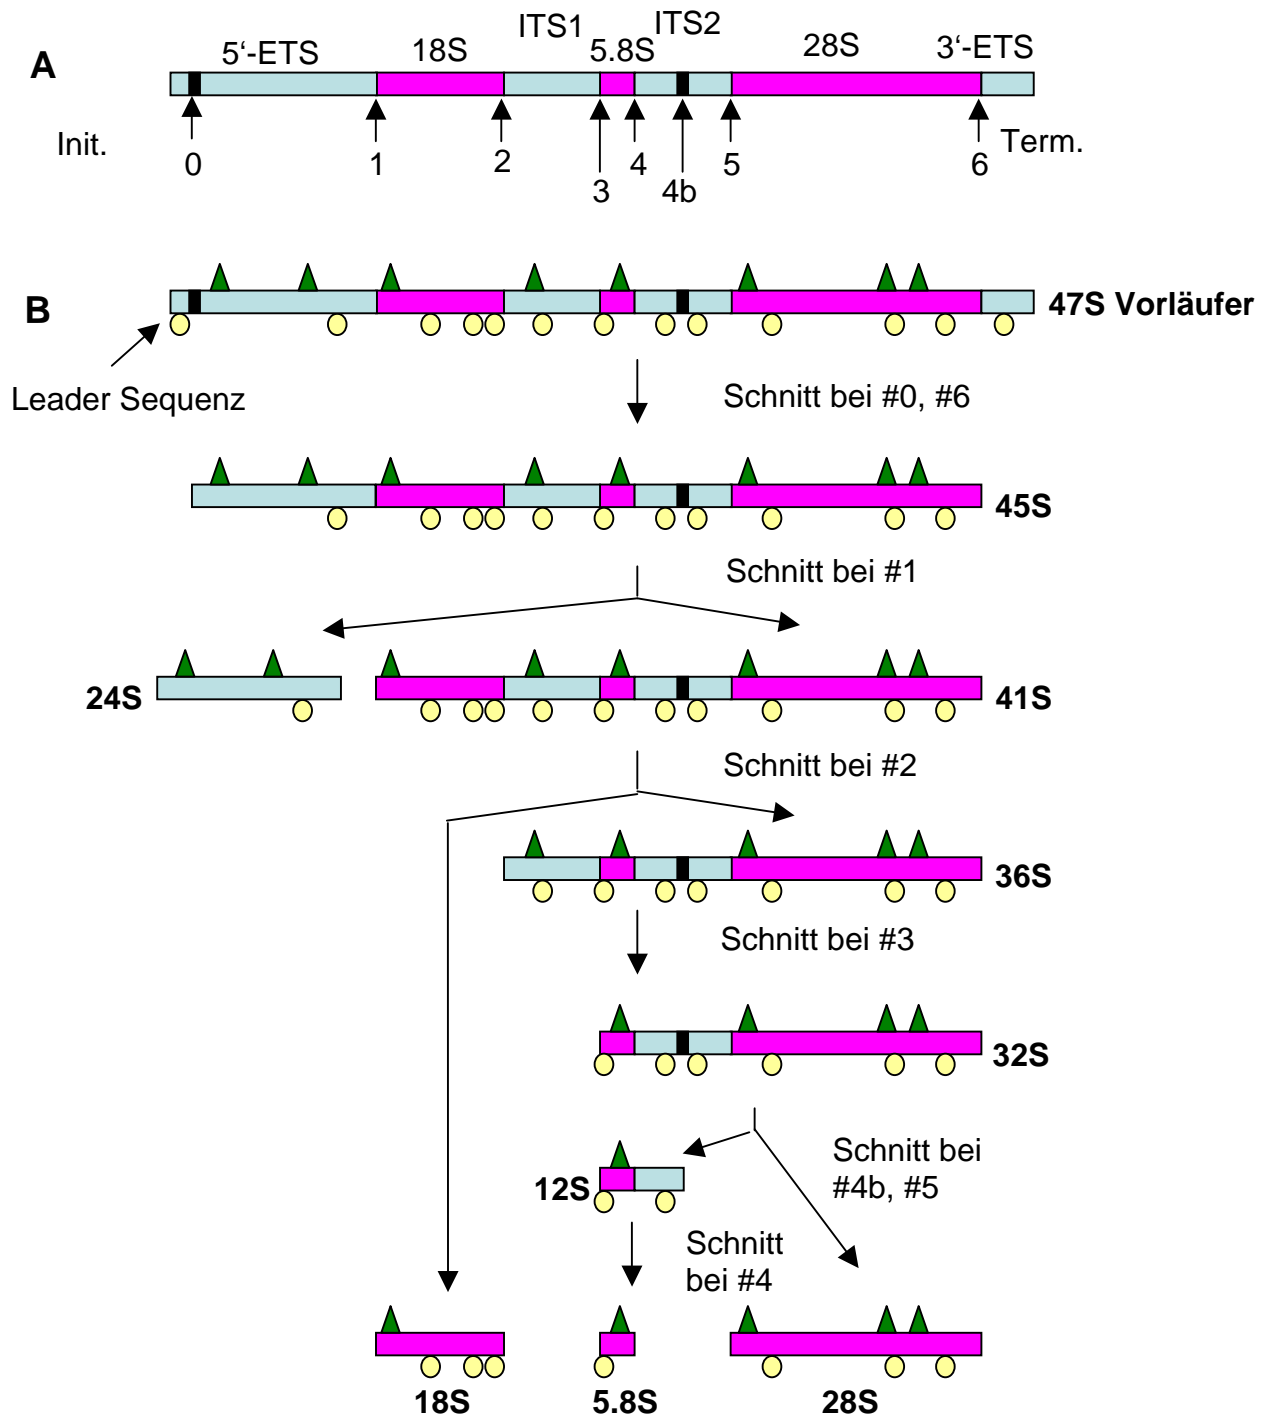 A
5‘-ETS
18S
ITS1
5.8S
ITS2
28S
3‘-ETS
Init.
0
1
2
3
4
4b
5
6
Term.
B
47S Vorläufer
Leader Sequenz
Schnitt bei #0, #6
45S
Schnitt bei #1
24S
41S
Schnitt bei #2
36S
Schnitt bei #3
32S
12S
Schnitt bei
#4b, #5
Schnitt
bei #4
18S
5.8S
28S